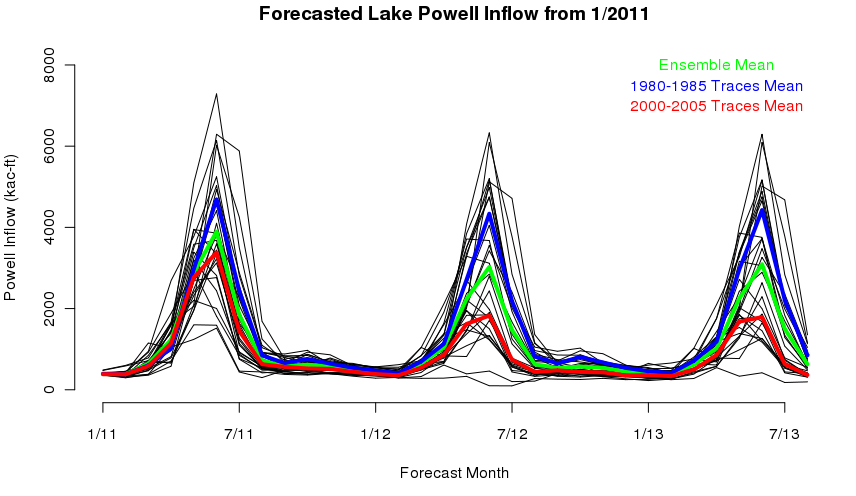 Forecasted Lake Powell Inflow from 1/2011
Ensemble Mean
1980-1985 Traces Mean
2000-2005 Traces Mean
Powell Inflow (kac-ft)
8000
6000
4000
2000
0
1/11 7/11 1/12 7/12 1/13 7/13
Forecast Month